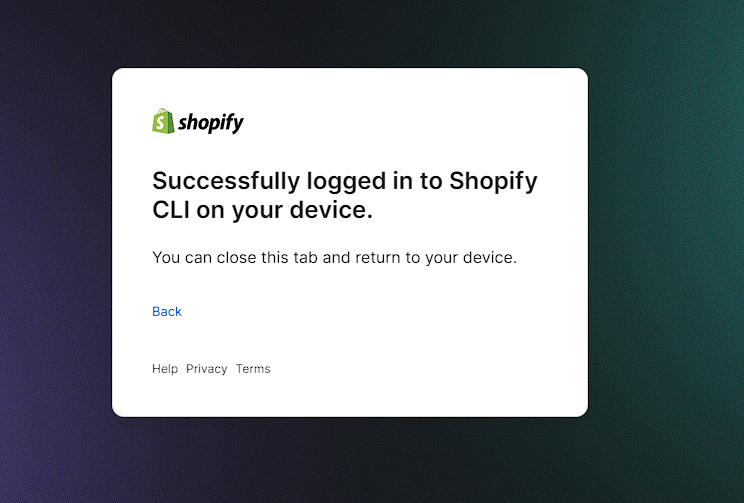 shopify
Successfully logged in to Shopify
CLI on your device.
You can close this tab and return to your device.
Back
Help Privacy Terms